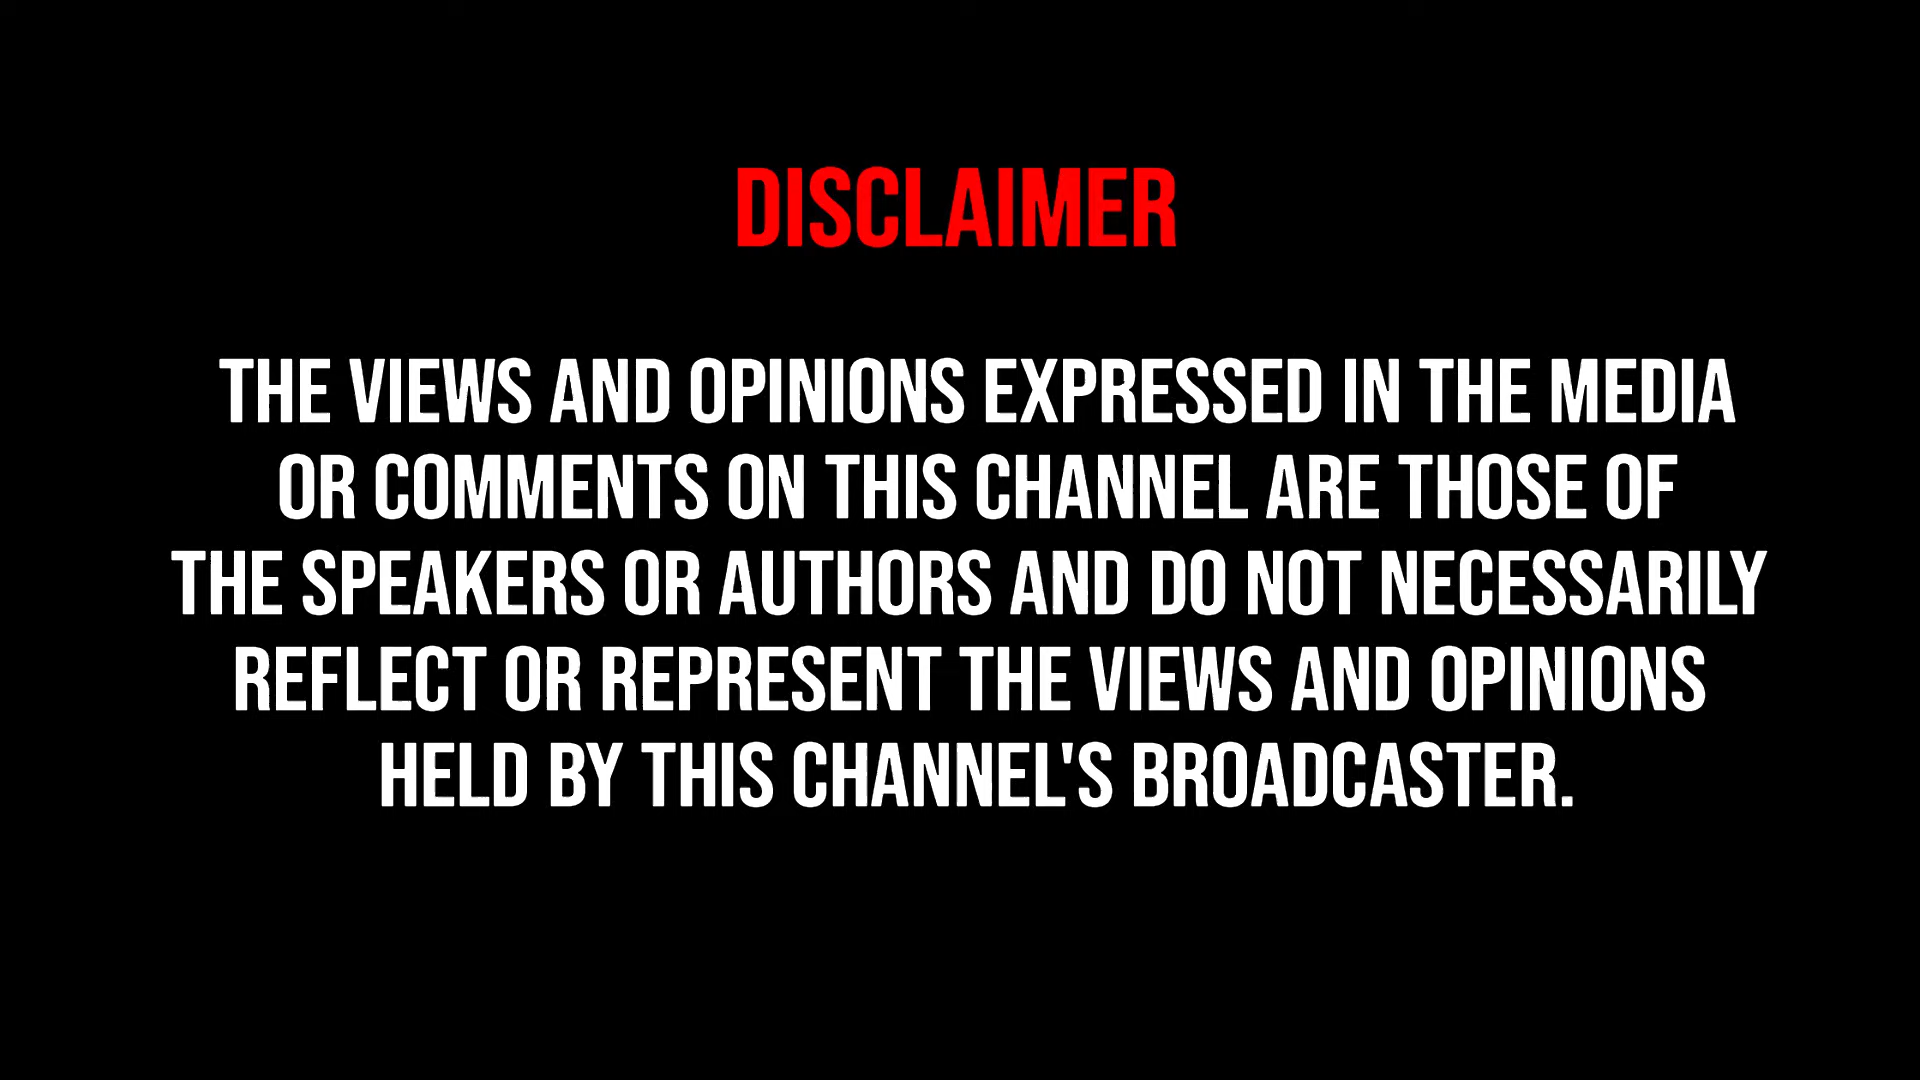 DISCLAIMER
THE VIEWS AND OPINIONS EXPRESSED IN THE MEDIA
OR COMMENTS ON THIS CHANNEL ARE THOSE OF
THE SPEAKERS OR AUTHORS AND DO NOT NECESSARILY
REFLECT OR REPRESENT THE VIEWS AND OPINIONS
HELD BY THIS CHANNEL'S BROADCASTER.